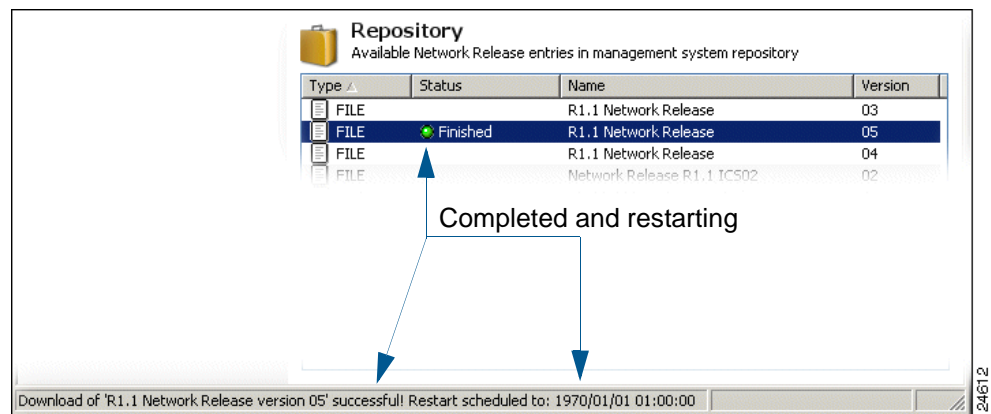 Repository
Available Network Release entries in management system repository
Type Status Name Version
FILE R1.1 Network Release 03
FILE Finished R1.1 Network Release 05
FILE R1.1 Network Release 04
FILE Network Release R1.1 ICS02 02
Completed and restarting
Download of 'R1.1 Network Release version 05' successful! Restart scheduled to: 1970/01/01 01:00:00
24612